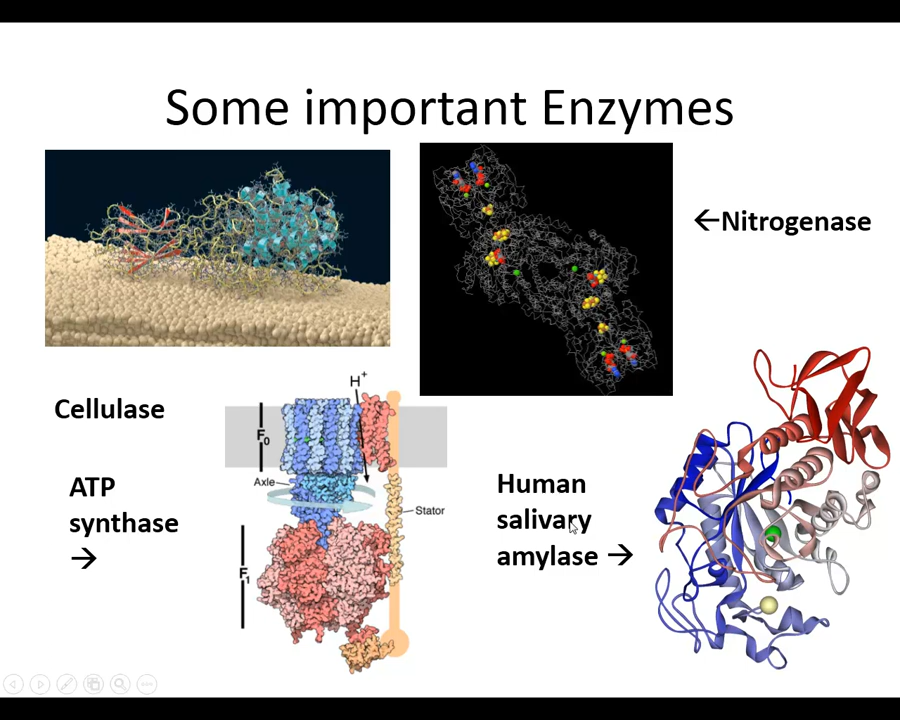 Some important Enzymes
←Nitrogenase
Cellulase
ATP
synthase
→
H+
F0
Axle
Stator
F1
Human
salivary
amylase →